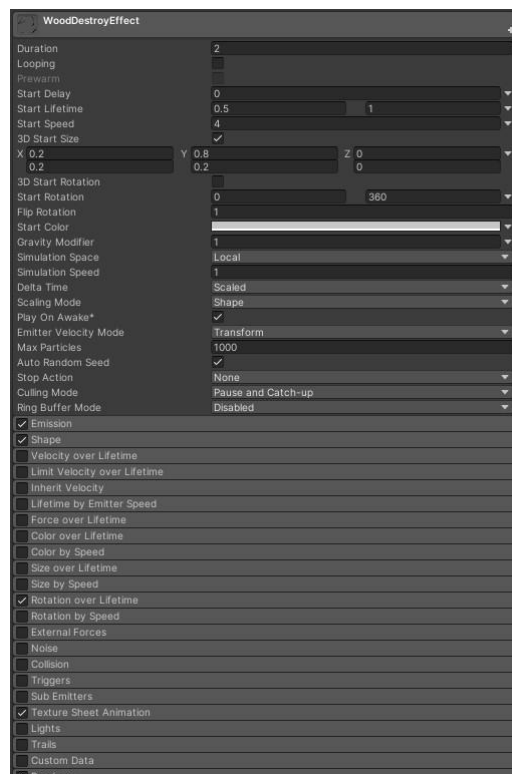 WoodDestroyEffect
Duration 2
Looping
Prewarm
Start Delay 0
Start Lifetime 0.5 1
Start Speed 4
3D Start Size
X 0.2 Y 0.8 Z 0
0.2 0.2 0
3D Start Rotation
Start Rotation 0 360
Flip Rotation 1
Start Color
Gravity Modifier 1
Simulation Space Local
Simulation Speed 1
Delta Time Scaled
Scaling Mode Shape
Play On Awake*
Emitter Velocity Mode Transform
Max Particles 1000
Auto Random Seed
Stop Action None
Culling Mode Pause and Catch-up
Ring Buffer Mode Disabled
Emission
Shape
Velocity over Lifetime
Limit Velocity over Lifetime
Inherit Velocity
Lifetime by Emitter Speed
Force over Lifetime
Color over Lifetime
Color by Speed
Size over Lifetime
Size by Speed
Rotation over Lifetime
Rotation by Speed
External Forces
Noise
Collision
Triggers
Sub Emitters
Texture Sheet Animation
Lights
Trails
Custom Data